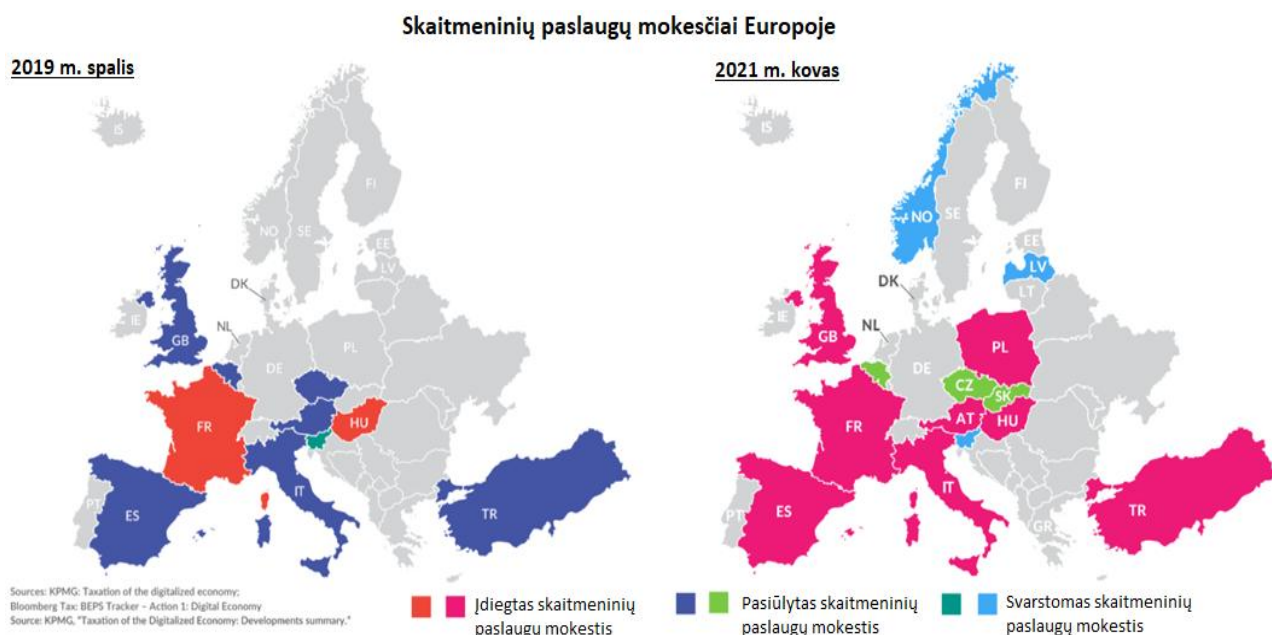 Skaitmeninių paslaugų mokesčiai Europoje
2019 m. spalis
IS
FI
NO
SE
EE
LV
DK
IE
GB
NL
DE
PL
FR
HU
IT
PT
ES
TR
Sources: KPMG: Taxation of the digitalized economy;
Bloomberg Tax: BEPS Tracker – Action 1: Digital Economy
Source: KPMG, "Taxation of the Digitalized Economy: Developments summary."
2021 m. kovas
IS
FI
NO
SE
EE
LV
LT
DK
IE
GB
NL
DE
PL
CZ
SK
AT
HU
FR
IT
PT
ES
GR
TR
Įdiegtas skaitmeninių
paslaugų mokestis
Pasiūlytas skaitmeninių
paslaugų mokestis
Svarstomas skaitmeninių
paslaugų mokestis